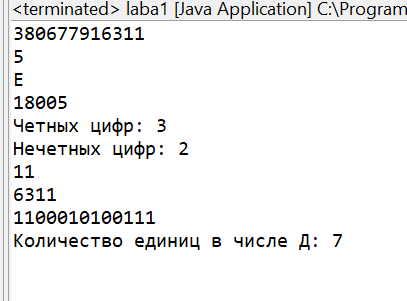 <terminated> laba1 [Java Application] C:\Program
380677916311
5
E
18005
Четных цифр: 3
Нечетных цифр: 2
11
6311
1100010100111
Количество единиц в числе Д: 7